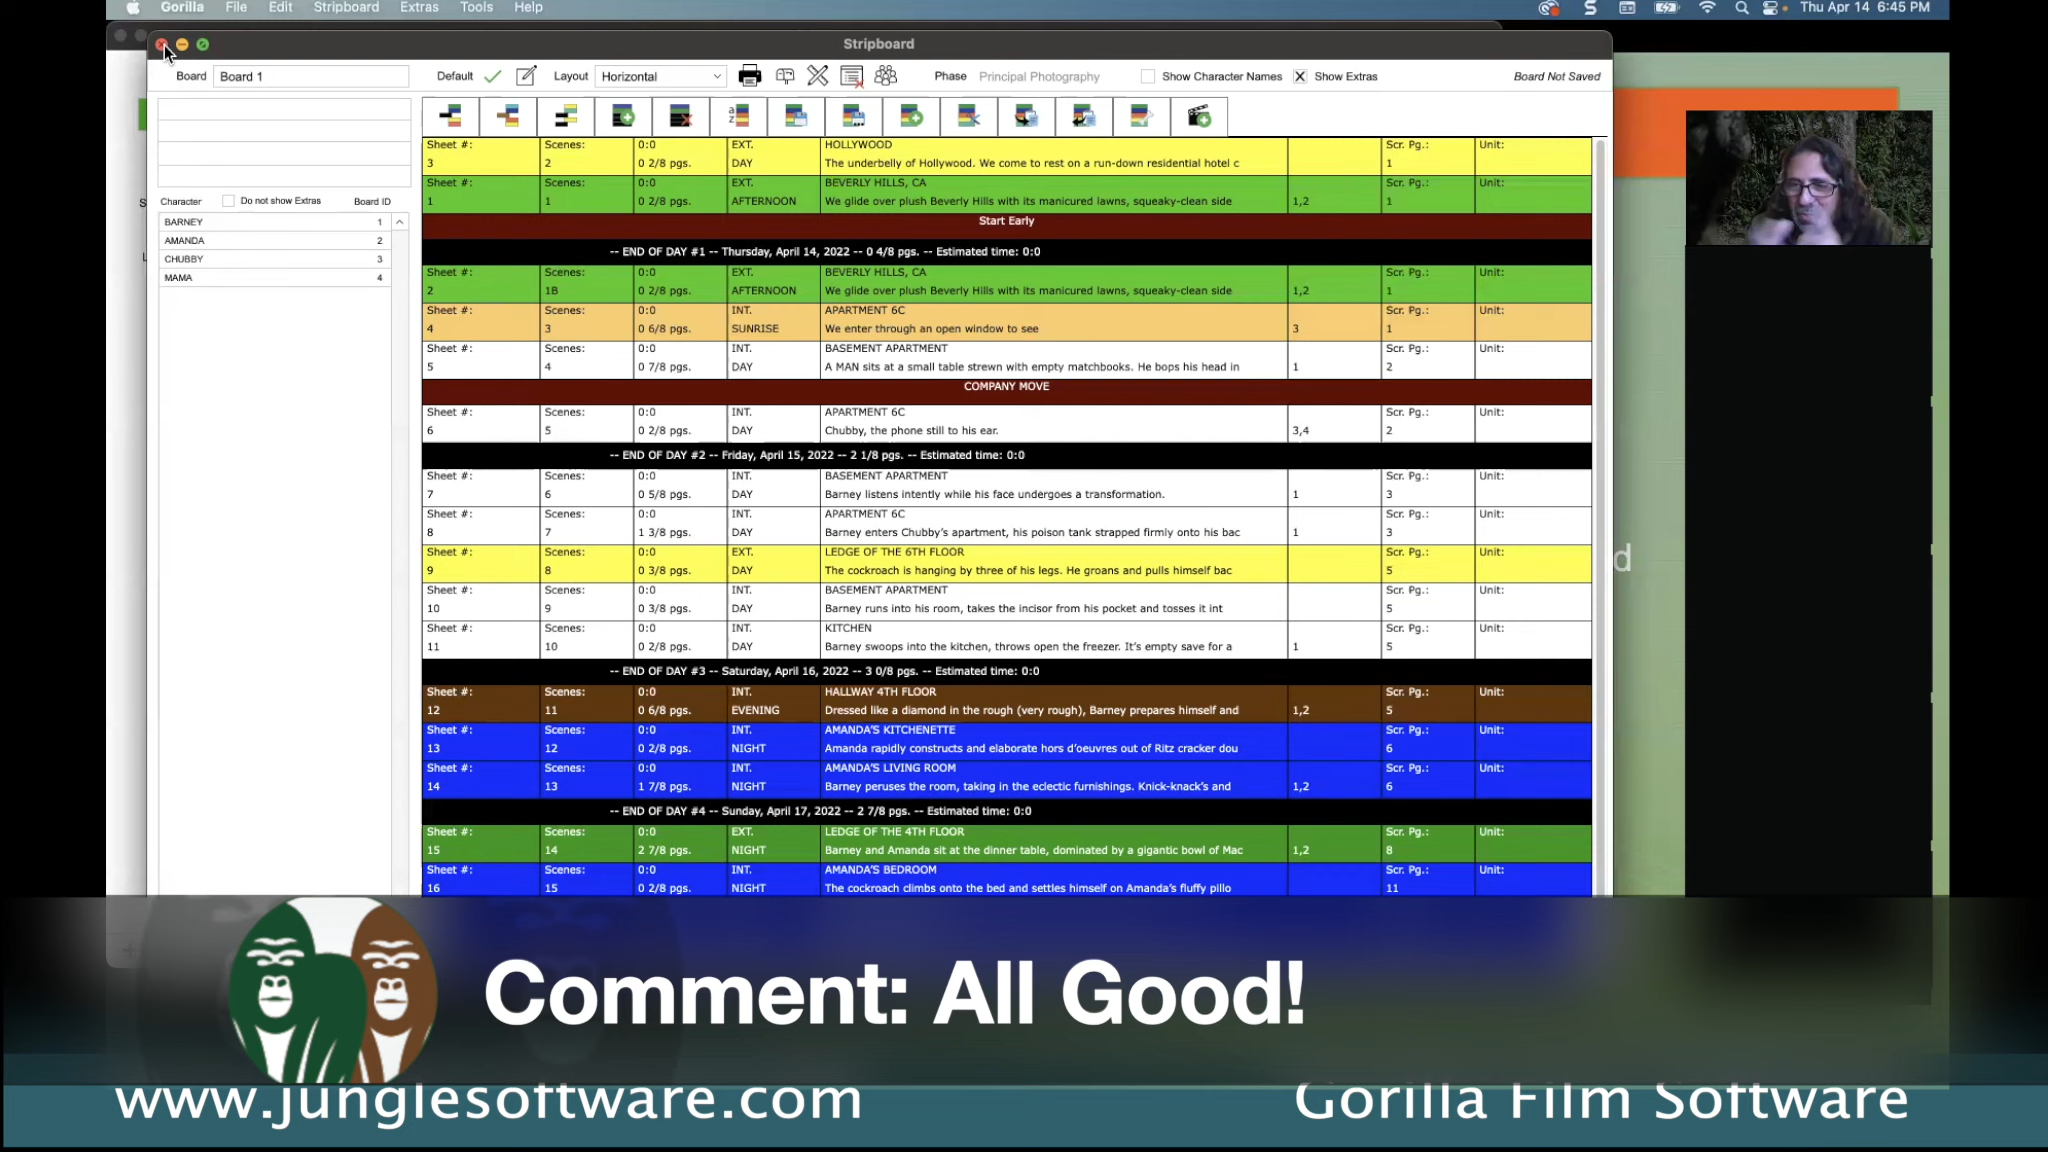 Gorilla File Edit Stripboard Extras Tools Help Thu Apr 14 6:45 PM
Stripboard
Board Board 1 Default Layout Horizontal Phase Principal Photography Show Character Names Show Extras Board Not Saved
Character Do not show Extras Board ID
BARNEY 1
AMANDA 2
CHUBBY 3
MAMA 4
Sheet #: Scenes: 0:0 EXT. HOLLYWOOD Scr. Pg.: Unit:
3 2 0 2/8 pgs. DAY The underbelly of Hollywood. We come to rest on a run-down residential hotel c 1
Sheet #: Scenes: 0:0 EXT. BEVERLY HILLS, CA Scr. Pg.: Unit:
1 1 0 2/8 pgs. AFTERNOON We glide over plush Beverly Hills with its manicured lawns, squeaky-clean side 1,2 1
Start Early
-- END OF DAY #1 -- Thursday, April 14, 2022 -- 0 4/8 pgs. -- Estimated time: 0:0
Sheet #: Scenes: 0:0 EXT. BEVERLY HILLS, CA Scr. Pg.: Unit:
2 1B 0 2/8 pgs. AFTERNOON We glide over plush Beverly Hills with its manicured lawns, squeaky-clean side 1,2 1
Sheet #: Scenes: 0:0 INT. APARTMENT 6C Scr. Pg.: Unit:
4 3 0 6/8 pgs. SUNRISE We enter through an open window to see 3 1
Sheet #: Scenes: 0:0 INT. BASEMENT APARTMENT Scr. Pg.: Unit:
5 4 0 7/8 pgs. DAY A MAN sits at a small table strewn with empty matchbooks. He bops his head in 1 2
COMPANY MOVE
Sheet #: Scenes: 0:0 INT. APARTMENT 6C Scr. Pg.: Unit:
6 5 0 2/8 pgs. DAY Chubby, the phone still to his ear. 3,4 2
-- END OF DAY #2 -- Friday, April 15, 2022 -- 2 1/8 pgs. -- Estimated time: 0:0
Sheet #: Scenes: 0:0 INT. BASEMENT APARTMENT Scr. Pg.: Unit:
7 6 0 5/8 pgs. DAY Barney listens intently while his face undergoes a transformation. 1 3
Sheet #: Scenes: 0:0 INT. APARTMENT 6C Scr. Pg.: Unit:
8 7 1 3/8 pgs. DAY Barney enters Chubby's apartment, his poison tank strapped firmly onto his bac 1 3
Sheet #: Scenes: 0:0 EXT. LEDGE OF THE 6TH FLOOR Scr. Pg.: Unit:
9 8 0 3/8 pgs. DAY The cockroach is hanging by three of his legs. He groans and pulls himself bac 5
Sheet #: Scenes: 0:0 INT. BASEMENT APARTMENT Scr. Pg.: Unit:
10 9 0 3/8 pgs. DAY Barney runs into his room, takes the incisor from his pocket and tosses it int 5
Sheet #: Scenes: 0:0 INT. KITCHEN Scr. Pg.: Unit:
11 10 0 2/8 pgs. DAY Barney swoops into the kitchen, throws open the freezer. It's empty save for a 1 5
-- END OF DAY #3 -- Saturday, April 16, 2022 -- 3 0/8 pgs. -- Estimated time: 0:0
Sheet #: Scenes: 0:0 INT. HALLWAY 4TH FLOOR Scr. Pg.: Unit:
12 11 0 6/8 pgs. EVENING Dressed like a diamond in the rough (very rough), Barney prepares himself and 1,2 5
Sheet #: Scenes: 0:0 INT. AMANDA'S KITCHENETTE Scr. Pg.: Unit:
13 12 0 2/8 pgs. NIGHT Amanda rapidly constructs and elaborate hors d'oeuvres out of Ritz cracker dou 6
Sheet #: Scenes: 0:0 INT. AMANDA'S LIVING ROOM Scr. Pg.: Unit:
14 13 1 7/8 pgs. NIGHT Barney peruses the room, taking in the eclectic furnishings. Knick-knack's and 1,2 6
-- END OF DAY #4 -- Sunday, April 17, 2022 -- 2 7/8 pgs. -- Estimated time: 0:0
Sheet #: Scenes: 0:0 EXT. LEDGE OF THE 4TH FLOOR Scr. Pg.: Unit:
15 14 2 7/8 pgs. NIGHT Barney and Amanda sit at the dinner table, dominated by a gigantic bowl of Mac 1,2 8
Sheet #: Scenes: 0:0 INT. AMANDA'S BEDROOM Scr. Pg.: Unit:
16 15 0 2/8 pgs. NIGHT The cockroach climbs onto the bed and settles himself on Amanda's fluffy pillo 11
Comment: All Good!
www.junglesoftware.com Gorilla Film Software